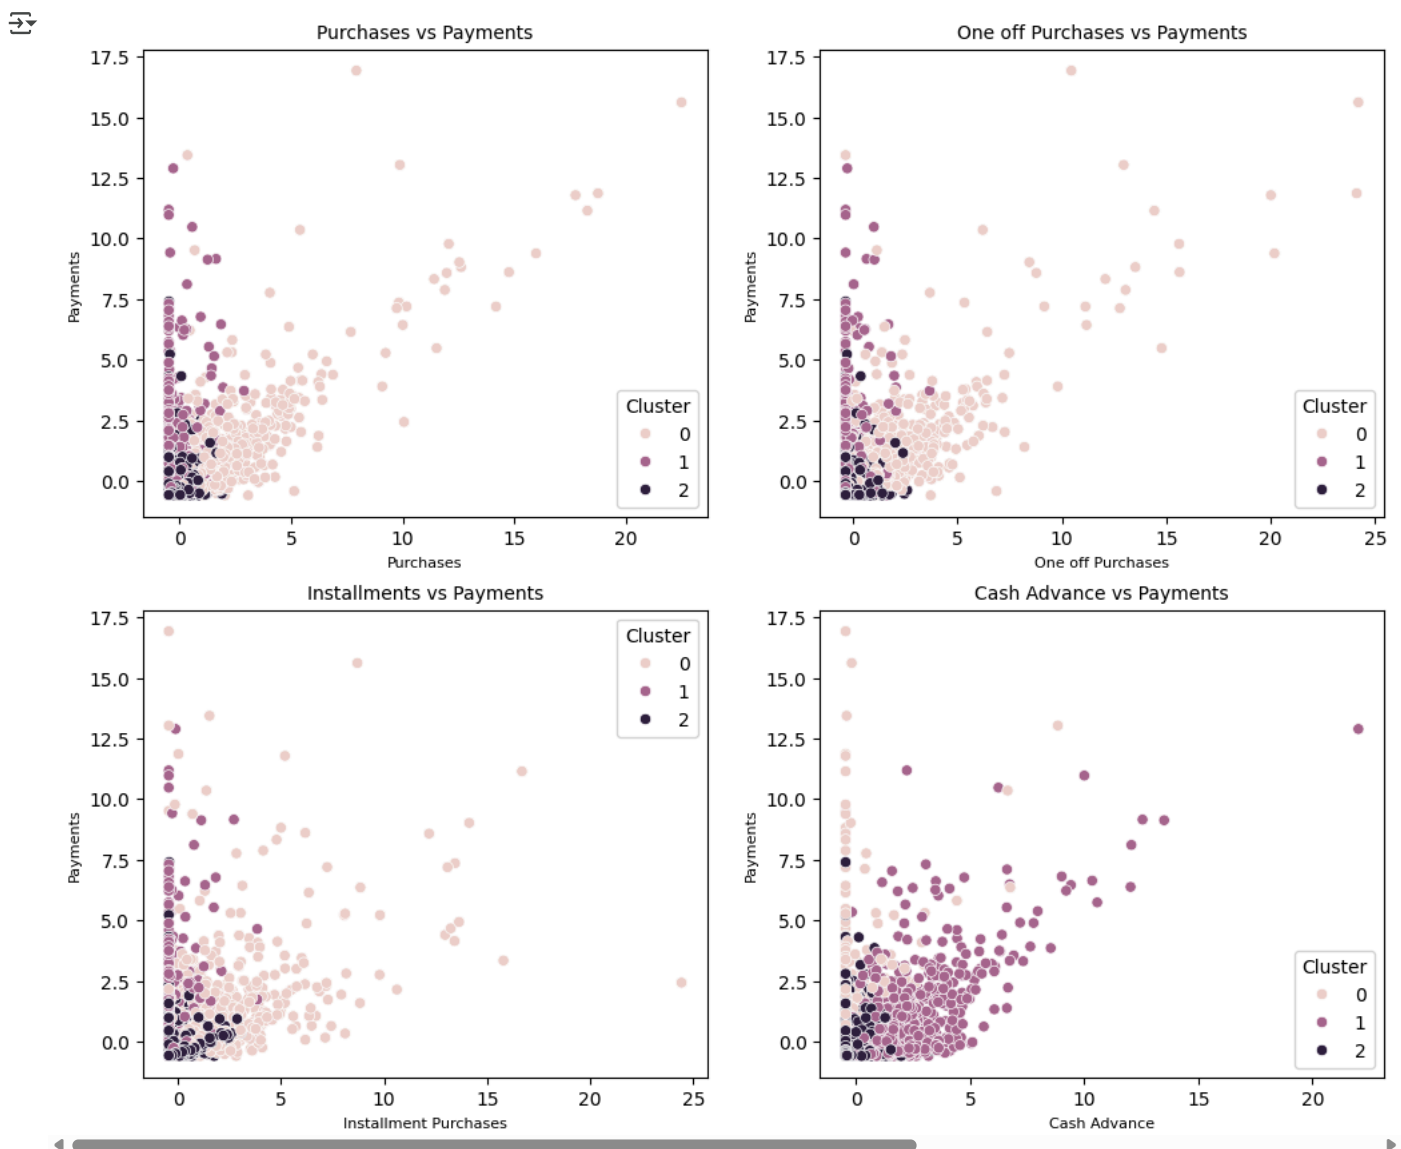 Purchases vs Payments
17.5
15.0
12.5
10.0
7.5
5.0
2.5
0.0
Payments
Cluster
0
1
2
0 5 10 15 20
Purchases
One off Purchases vs Payments
17.5
15.0
12.5
10.0
7.5
5.0
2.5
0.0
Payments
Cluster
0
1
2
0 5 10 15 20 25
One off Purchases
Installments vs Payments
17.5
15.0
12.5
10.0
7.5
5.0
2.5
0.0
Payments
Cluster
0
1
2
0 5 10 15 20 25
Installment Purchases
Cash Advance vs Payments
17.5
15.0
12.5
10.0
7.5
5.0
2.5
0.0
Payments
Cluster
0
1
2
0 5 10 15 20
Cash Advance